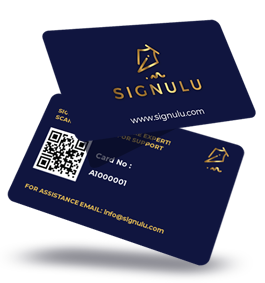 SIGNULU
www.signulu.com
EXPERT!
SUPPORT
Card No :
A1000001
FOR ASSISTANCE EMAIL: info@signulu.com